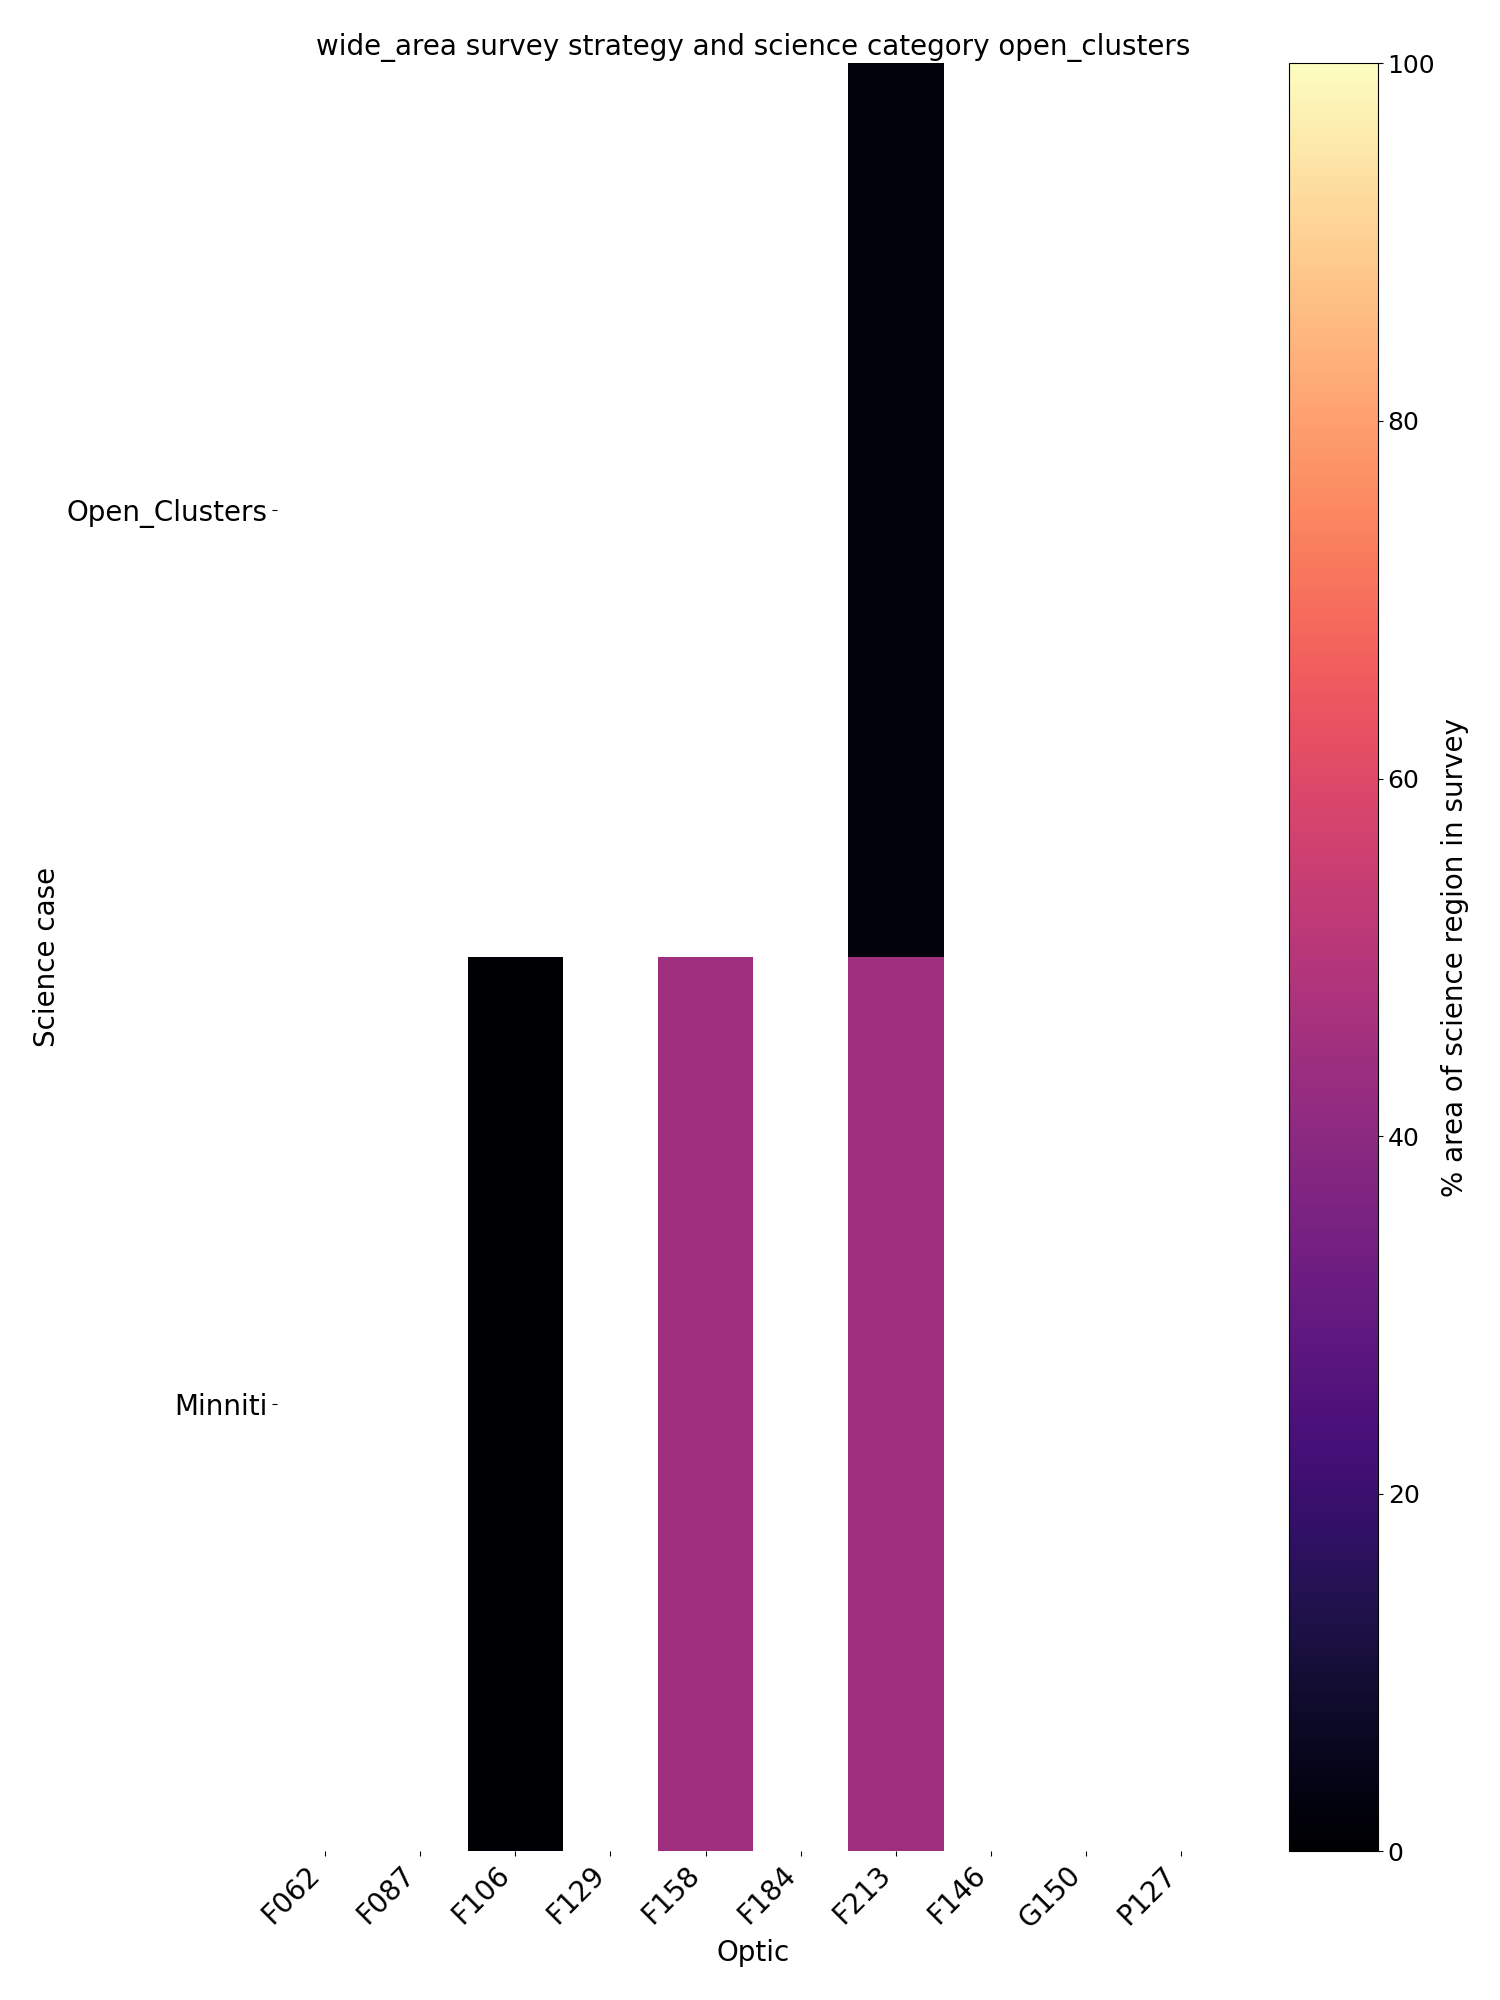 wide_area survey strategy and science category open_clusters
Science case
Open_Clusters
Minniti
F062
F087
F106
F129
F158
F184
F213
F146
G150
P127
Optic
100
80
60
40
20
0
% area of science region in survey